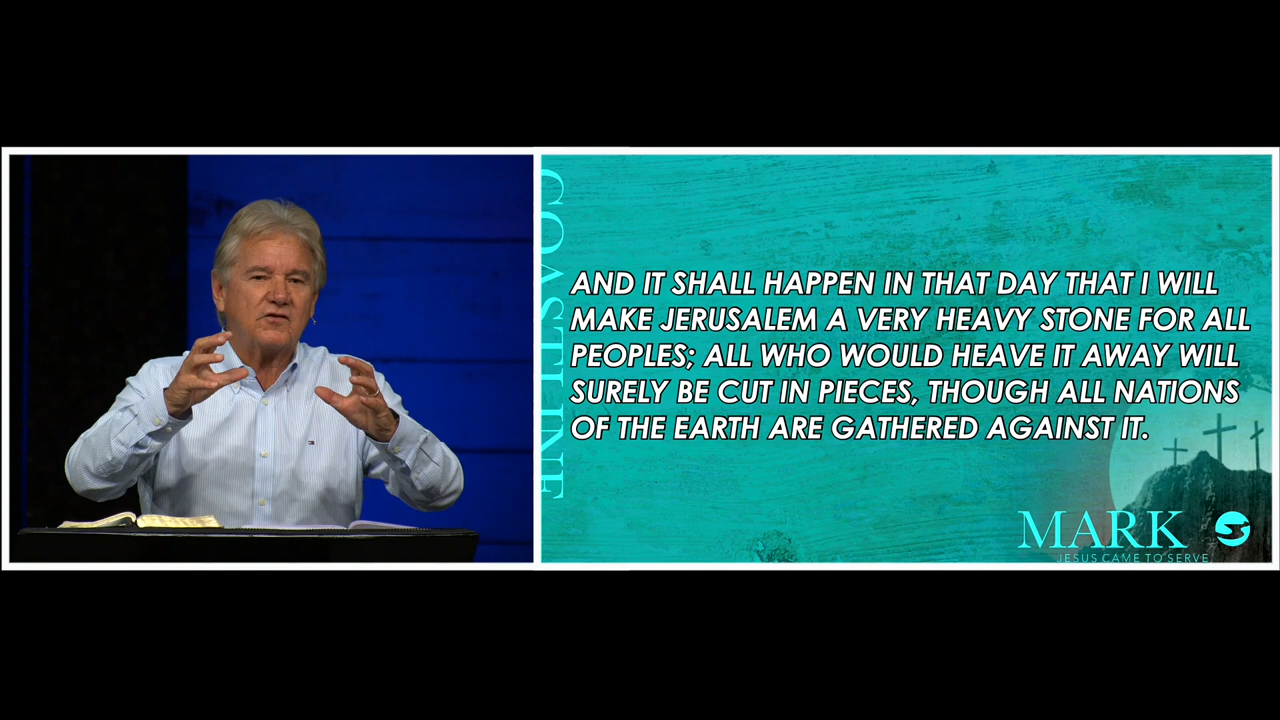 COASTLINE
AND IT SHALL HAPPEN IN THAT DAY THAT I WILL
MAKE JERUSALEM A VERY HEAVY STONE FOR ALL
PEOPLES; ALL WHO WOULD HEAVE IT AWAY WILL
SURELY BE CUT IN PIECES, THOUGH ALL NATIONS
OF THE EARTH ARE GATHERED AGAINST IT.
MARK
JESUS CAME TO SERVE